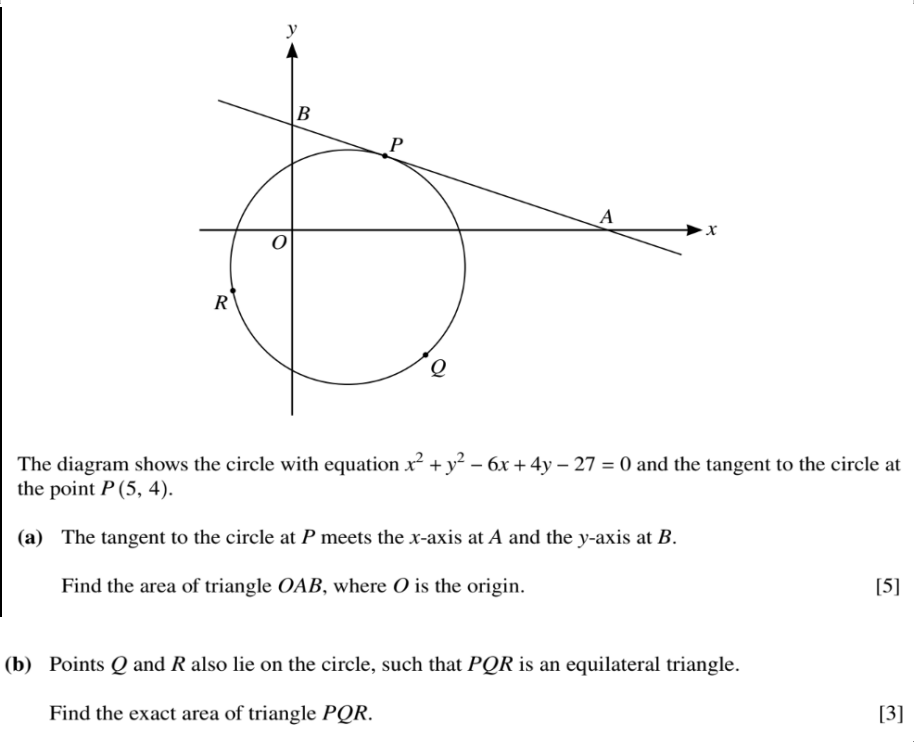 y
B
P
A
x
O
R
Q
The diagram shows the circle with equation x² + y² − 6x + 4y − 27 = 0 and the tangent to the circle at
the point P (5, 4).
(a) The tangent to the circle at P meets the x-axis at A and the y-axis at B.
Find the area of triangle OAB, where O is the origin. [5]
(b) Points Q and R also lie on the circle, such that PQR is an equilateral triangle.
Find the exact area of triangle PQR. [3]